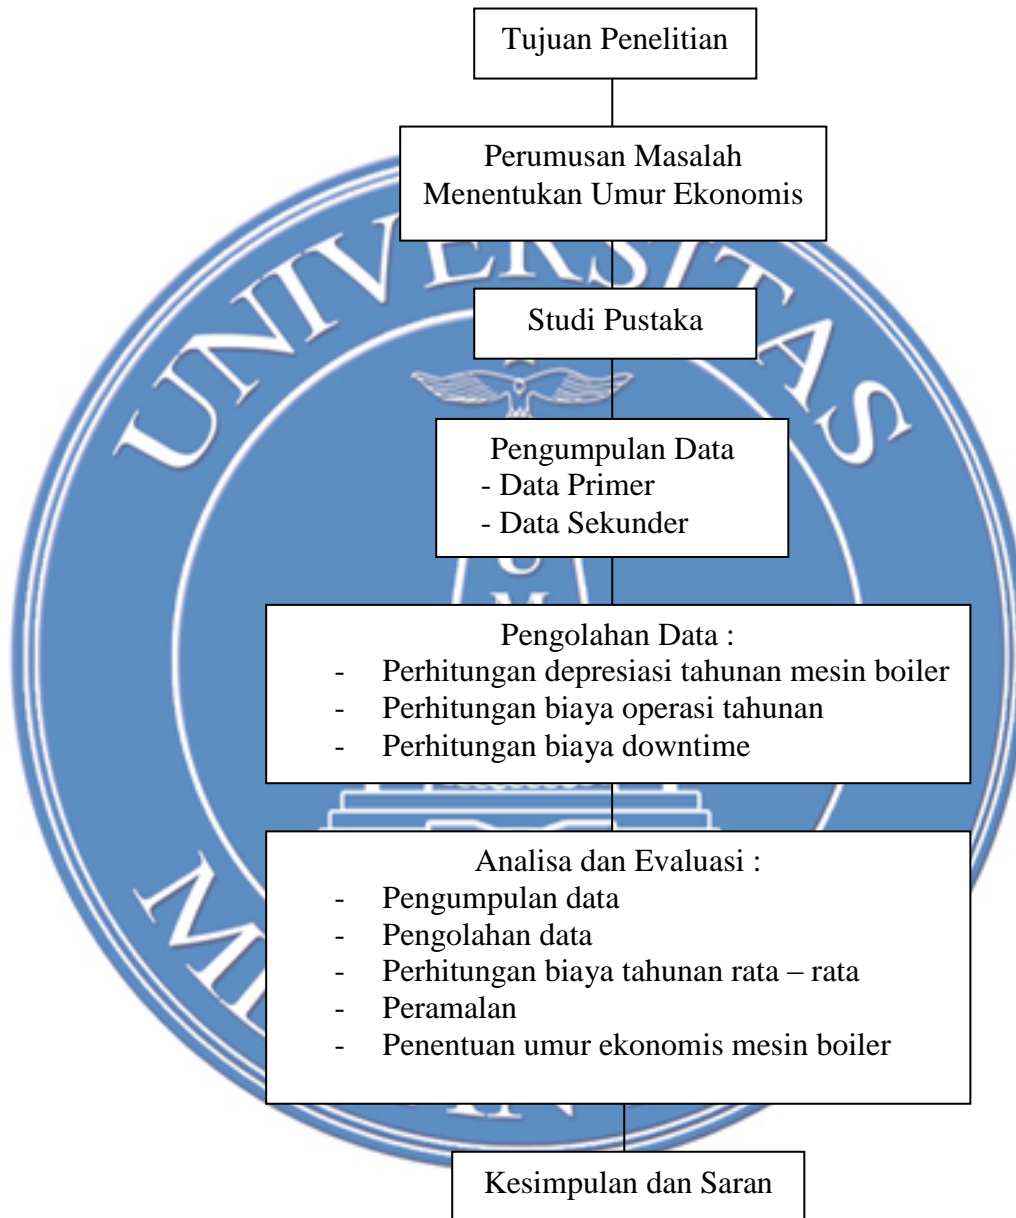 Tujuan Penelitian
Perumusan Masalah
Menentukan Umur Ekonomis
UNIVERSITAS
Studi Pustaka
Pengumpulan Data
- Data Primer
- Data Sekunder
U
M
Pengolahan Data :
- Perhitungan depresiasi tahunan mesin boiler
- Perhitungan biaya operasi tahunan
- Perhitungan biaya downtime
Analisa dan Evaluasi :
- Pengumpulan data
- Pengolahan data
- Perhitungan biaya tahunan rata – rata
- Peramalan
- Penentuan umur ekonomis mesin boiler
Kesimpulan dan Saran